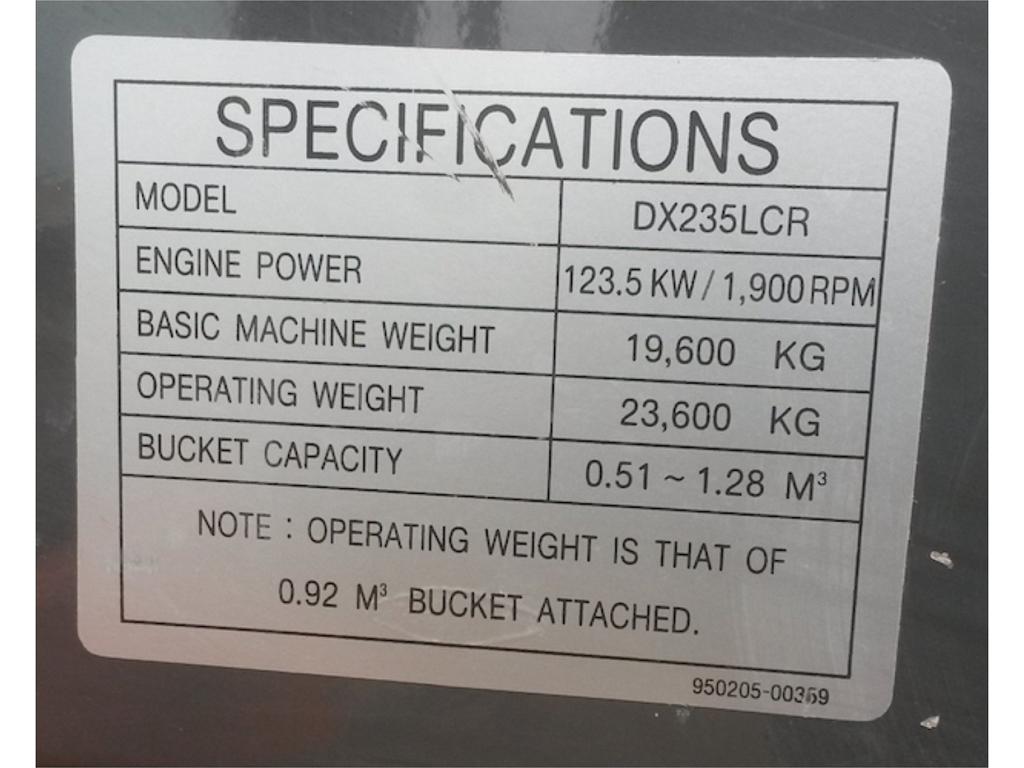 SPECIFICATIONS
MODEL DX235LCR
ENGINE POWER 123.5 KW / 1,900 RPM
BASIC MACHINE WEIGHT 19,600 KG
OPERATING WEIGHT 23,600 KG
BUCKET CAPACITY 0.51 ~ 1.28 M³
NOTE : OPERATING WEIGHT IS THAT OF
0.92 M³ BUCKET ATTACHED.
950205-00369